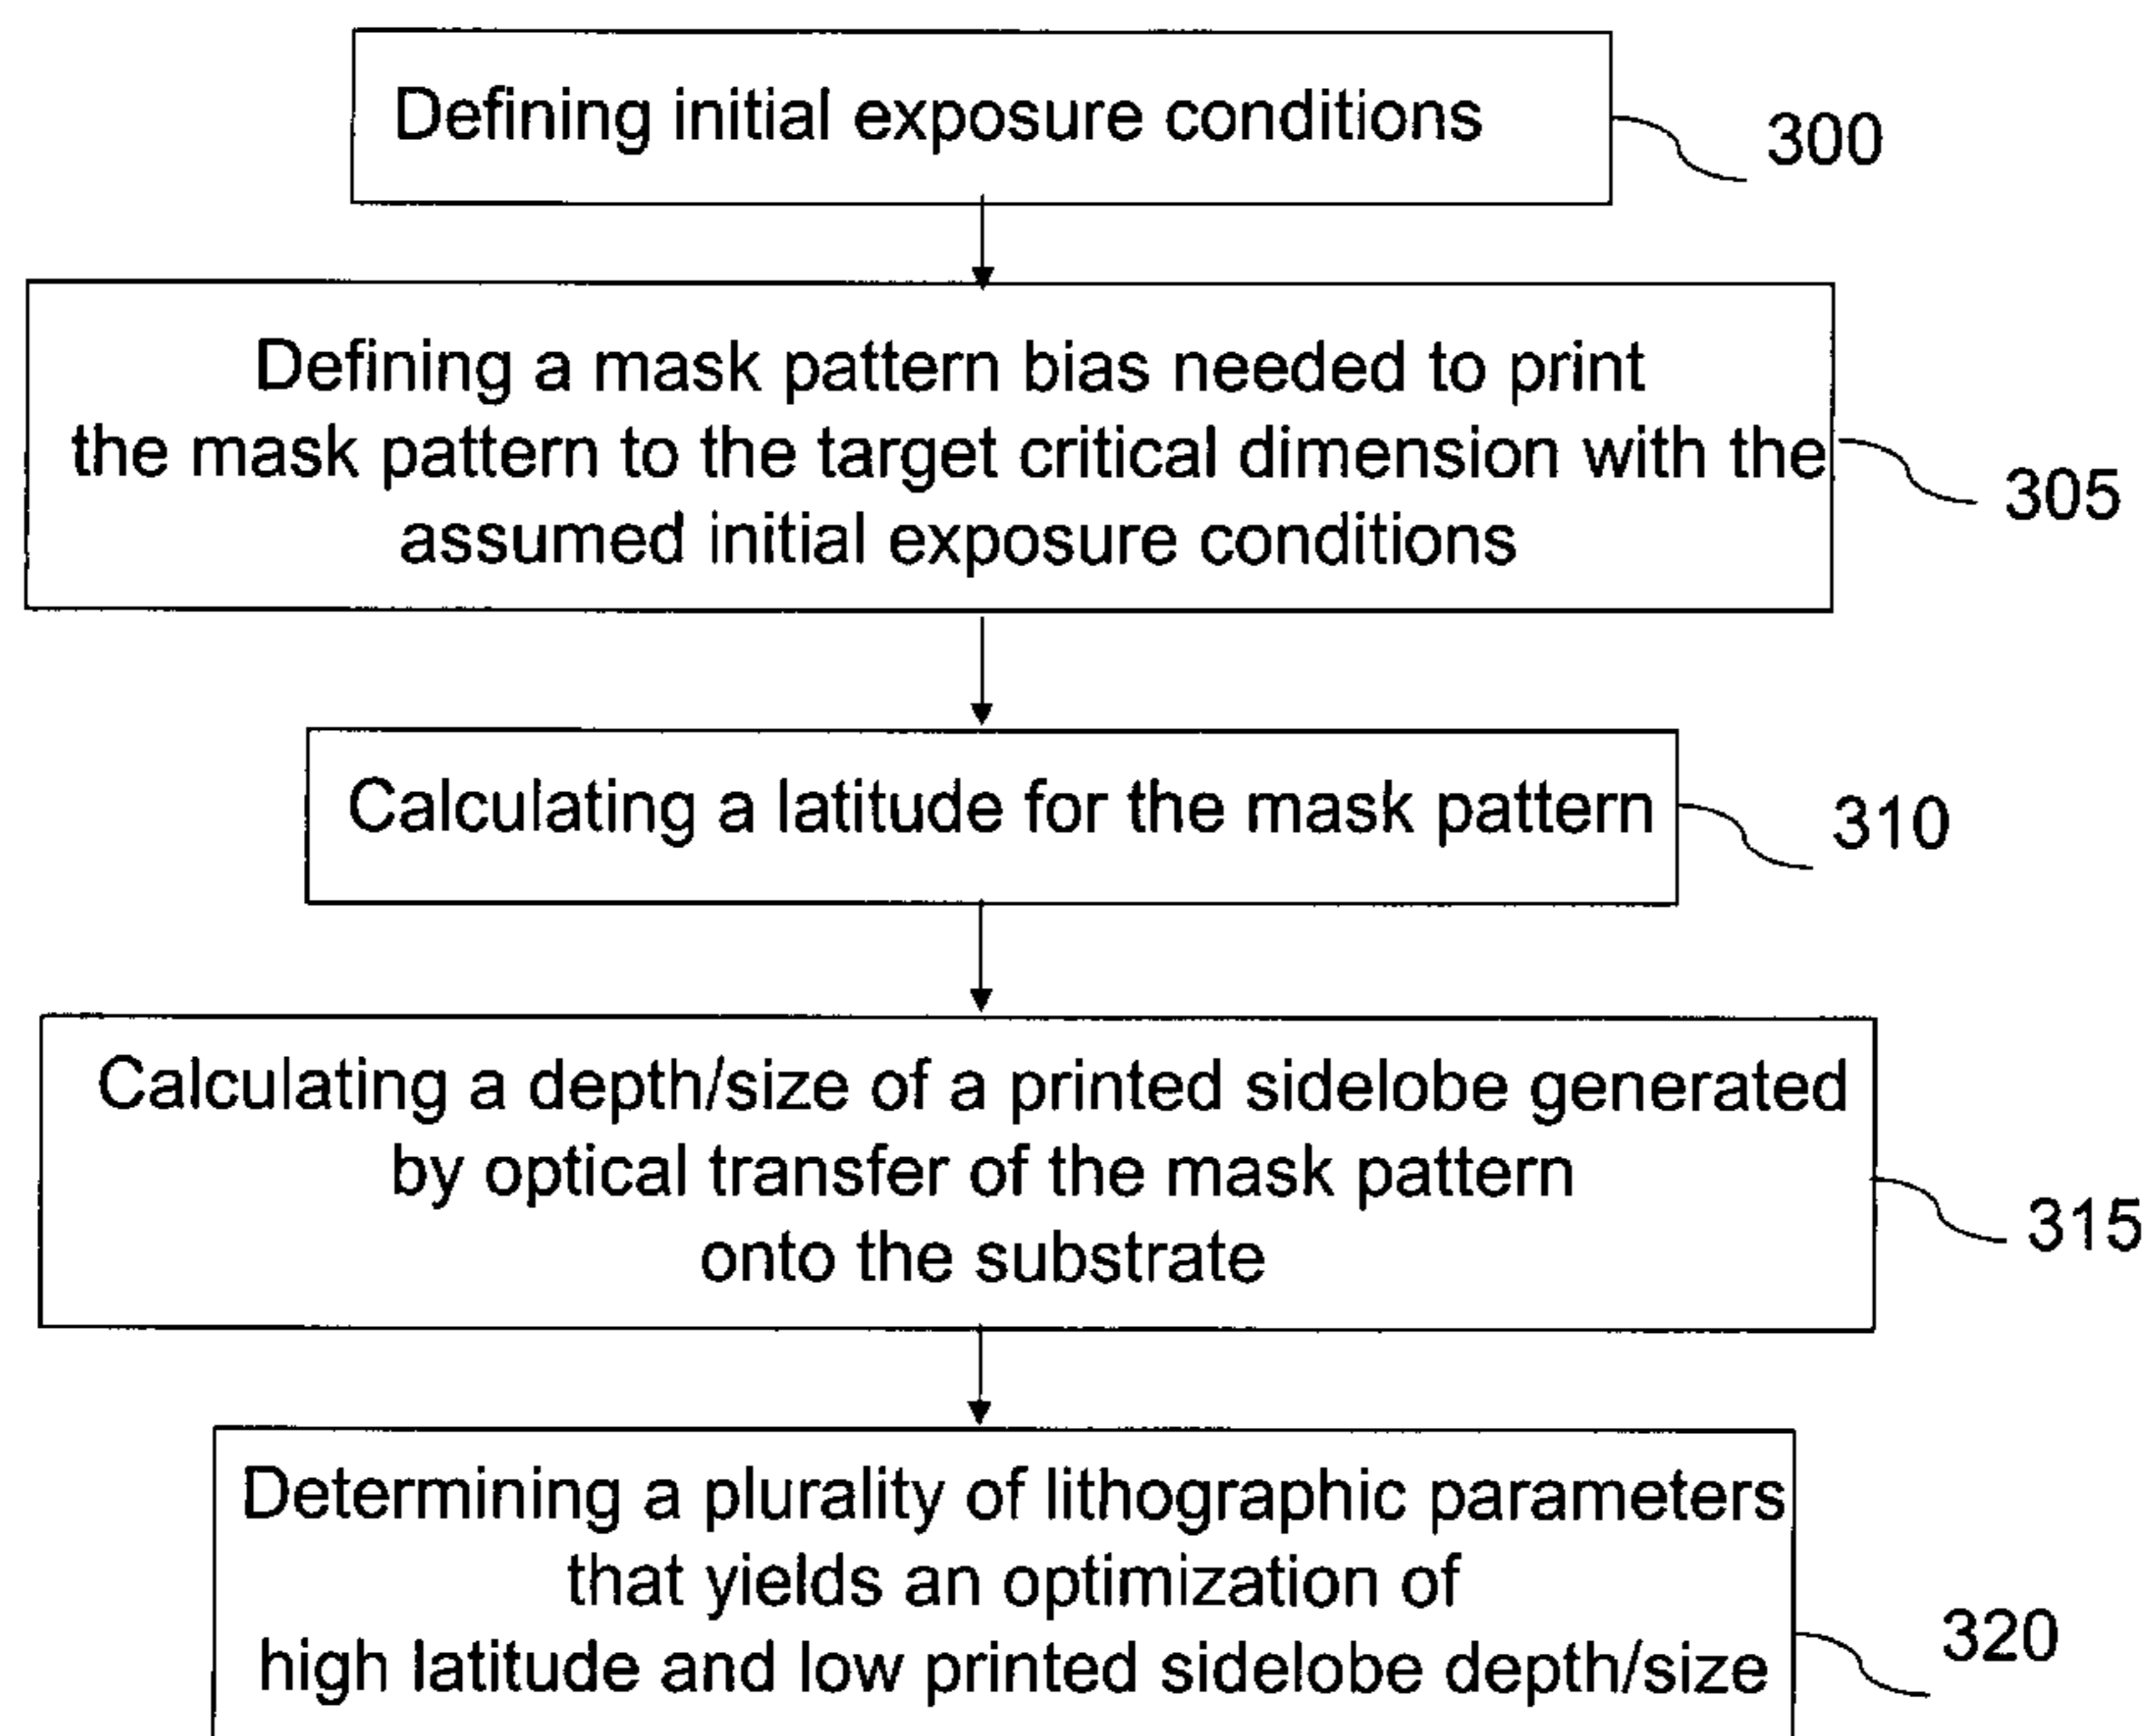 Defining initial exposure conditions
300
Defining a mask pattern bias needed to print
the mask pattern to the target critical dimension with the
assumed initial exposure conditions
305
Calculating a latitude for the mask pattern
310
Calculating a depth/size of a printed sidelobe generated
by optical transfer of the mask pattern
onto the substrate
315
Determining a plurality of lithographic parameters
that yields an optimization of
high latitude and low printed sidelobe depth/size
320